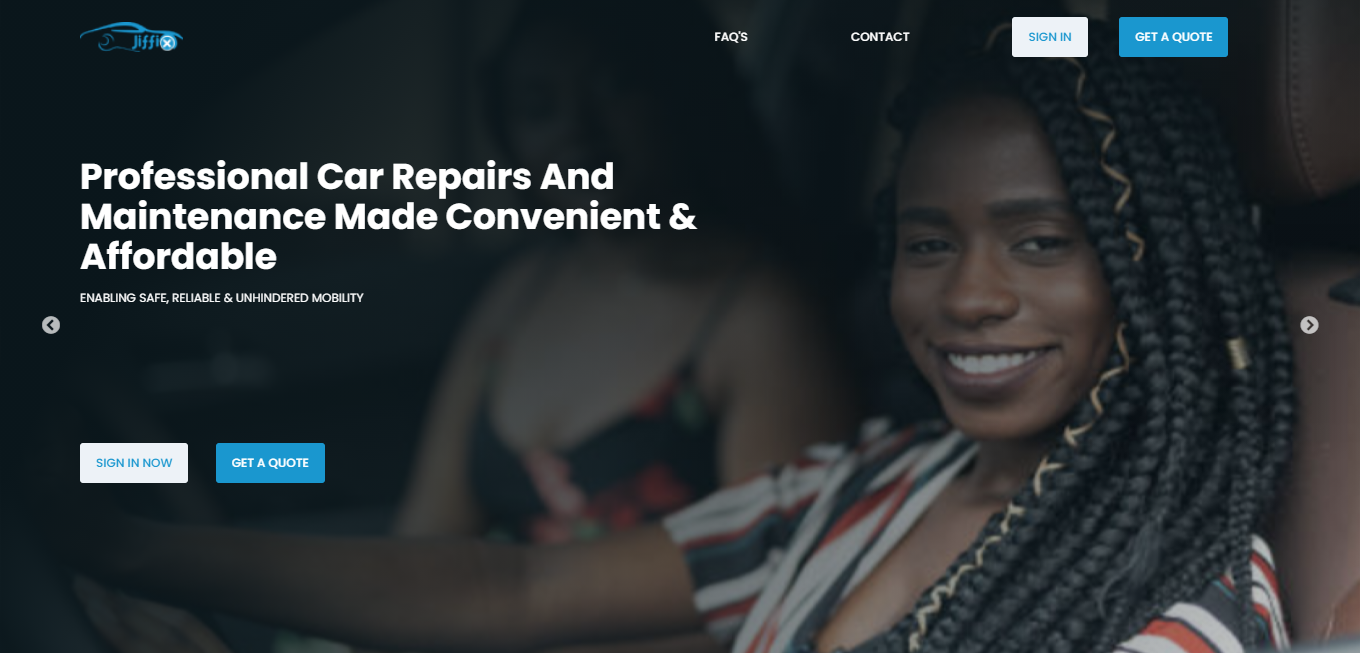 Jiffix
FAQ'S
CONTACT
SIGN IN
GET A QUOTE
Professional Car Repairs And
Maintenance Made Convenient &
Affordable
ENABLING SAFE, RELIABLE & UNHINDERED MOBILITY
SIGN IN NOW
GET A QUOTE